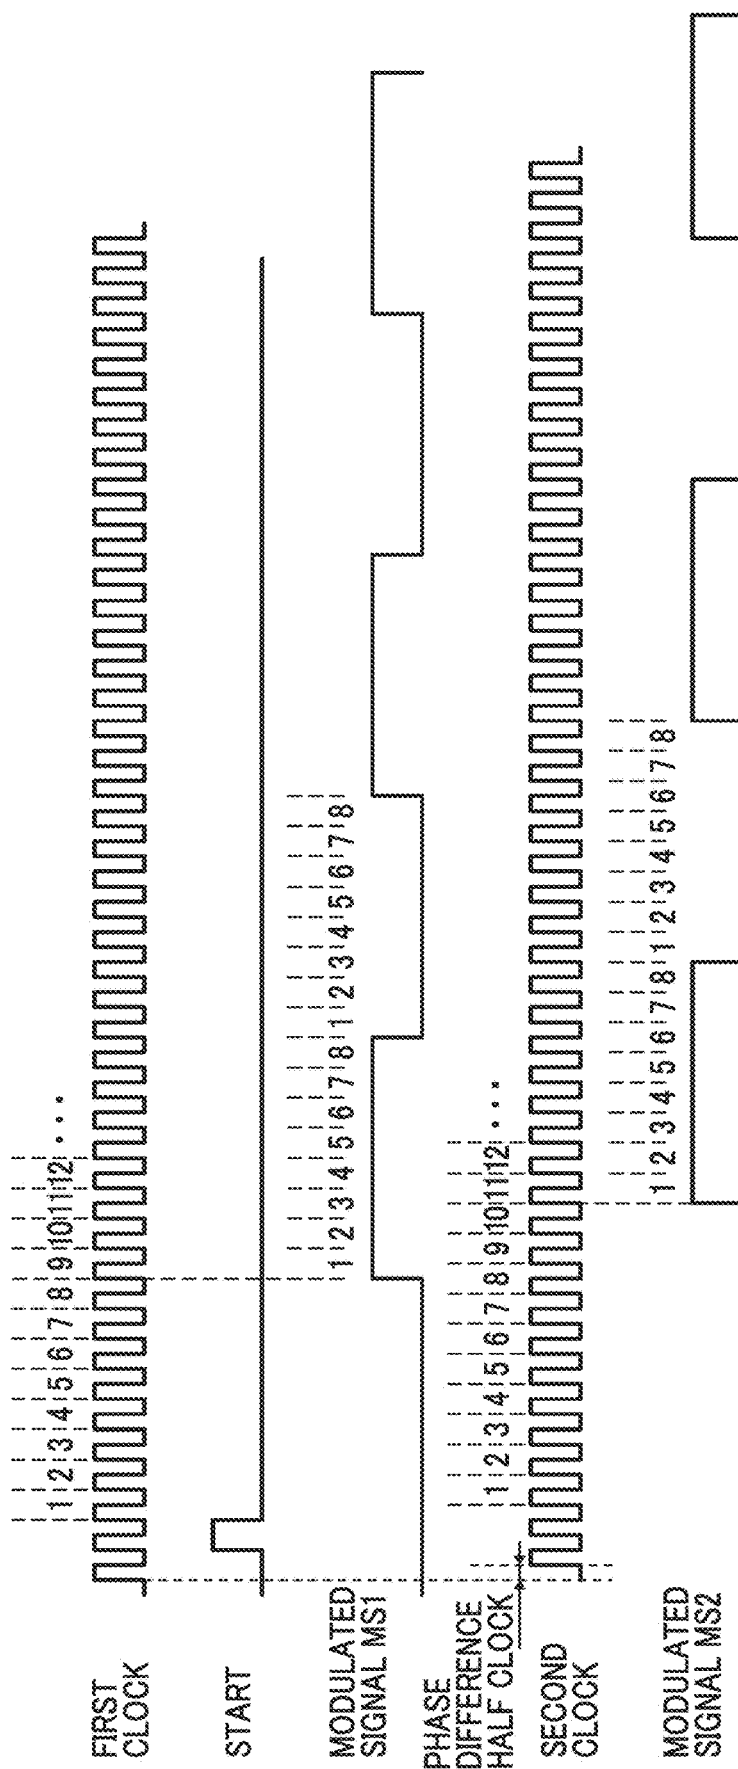 1 2 3 4 5 6 7 8 9 10 11 12 • • •
FIRST
CLOCK
START
1 2 3 4 5 6 7 8 1 2 3 4 5 6 7 8
MODULATED
SIGNAL MS1
PHASE
DIFFERENCE
HALF CLOCK
1 2 3 4 5 6 7 8 9 10 11 12 • • •
SECOND
CLOCK
1 2 3 4 5 6 7 8 1 2 3 4 5 6 7 8
MODULATED
SIGNAL MS2